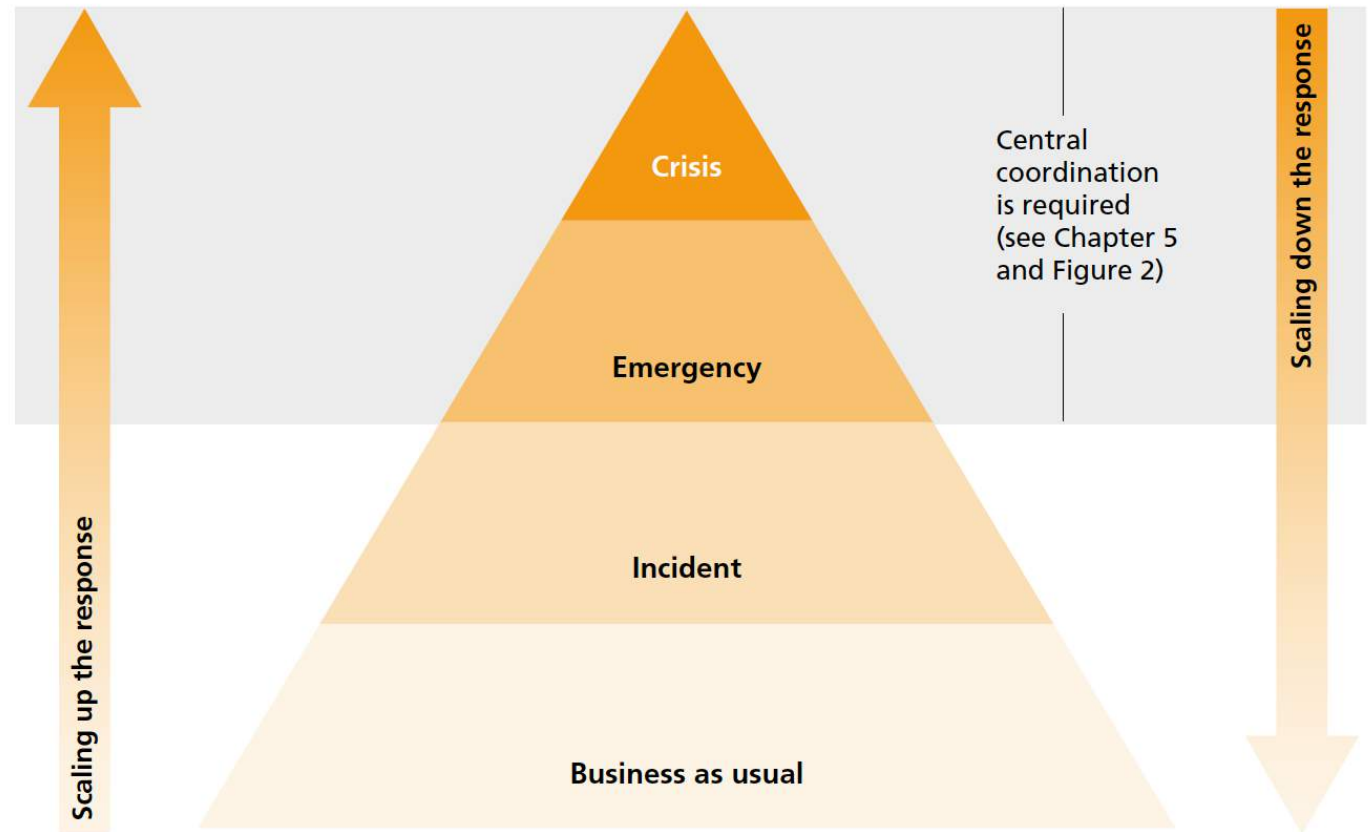 Crisis
Central
coordination
is required
(see Chapter 5
and Figure 2)
Scaling down the response
Emergency
Incident
Scaling up the response
Business as usual